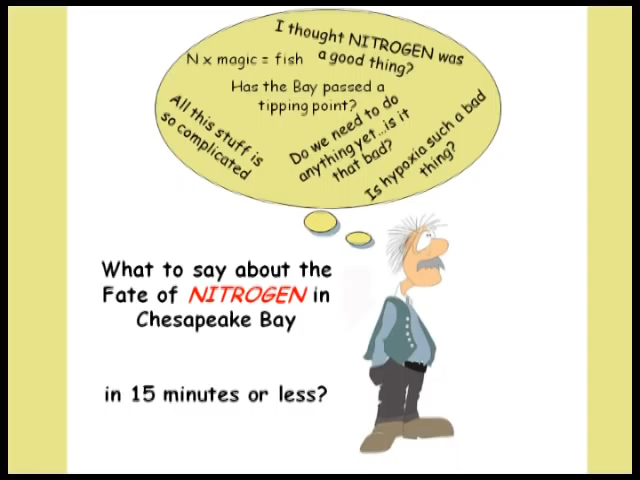 I thought NITROGEN was
a good thing?
N x magic = fish
Has the Bay passed a
tipping point?
All this stuff is
so complicated
Do we need to do
anything yet...is it
that bad?
Is hypoxia such a bad
thing?
What to say about the
Fate of NITROGEN in
Chesapeake Bay
in 15 minutes or less?